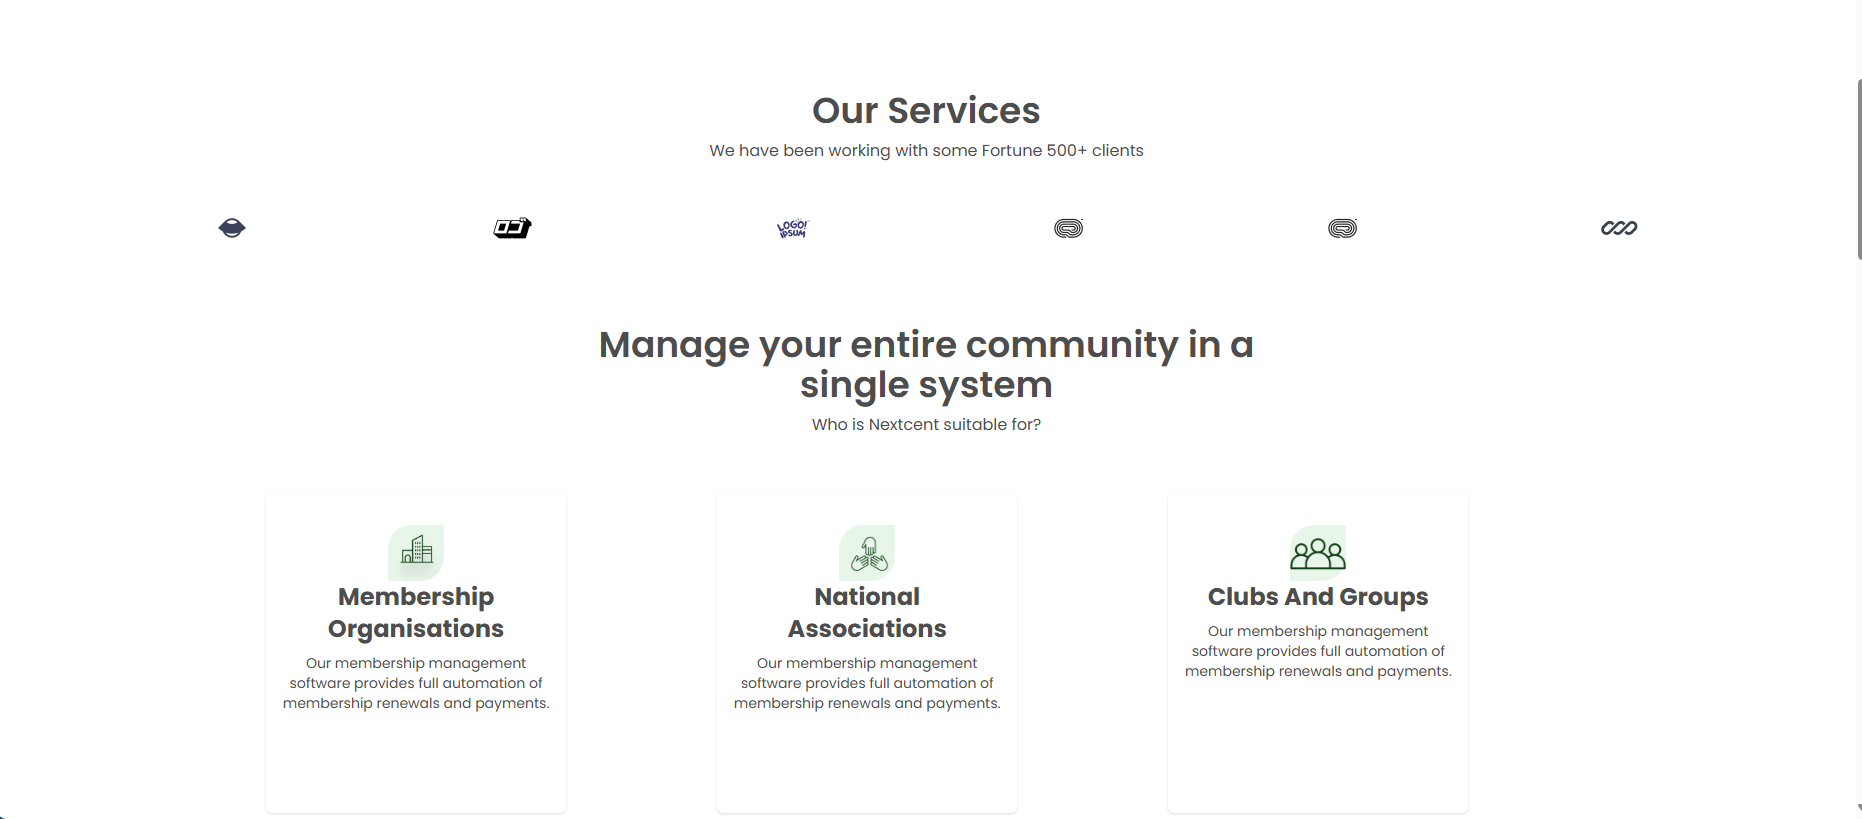 Our Services
We have been working with some Fortune 500+ clients
LOGO!
IPSUM
Manage your entire community in a
single system
Who is Nextcent suitable for?
Membership
Organisations
Our membership management
software provides full automation of
membership renewals and payments.
National
Associations
Our membership management
software provides full automation of
membership renewals and payments.
Clubs And Groups
Our membership management
software provides full automation of
membership renewals and payments.